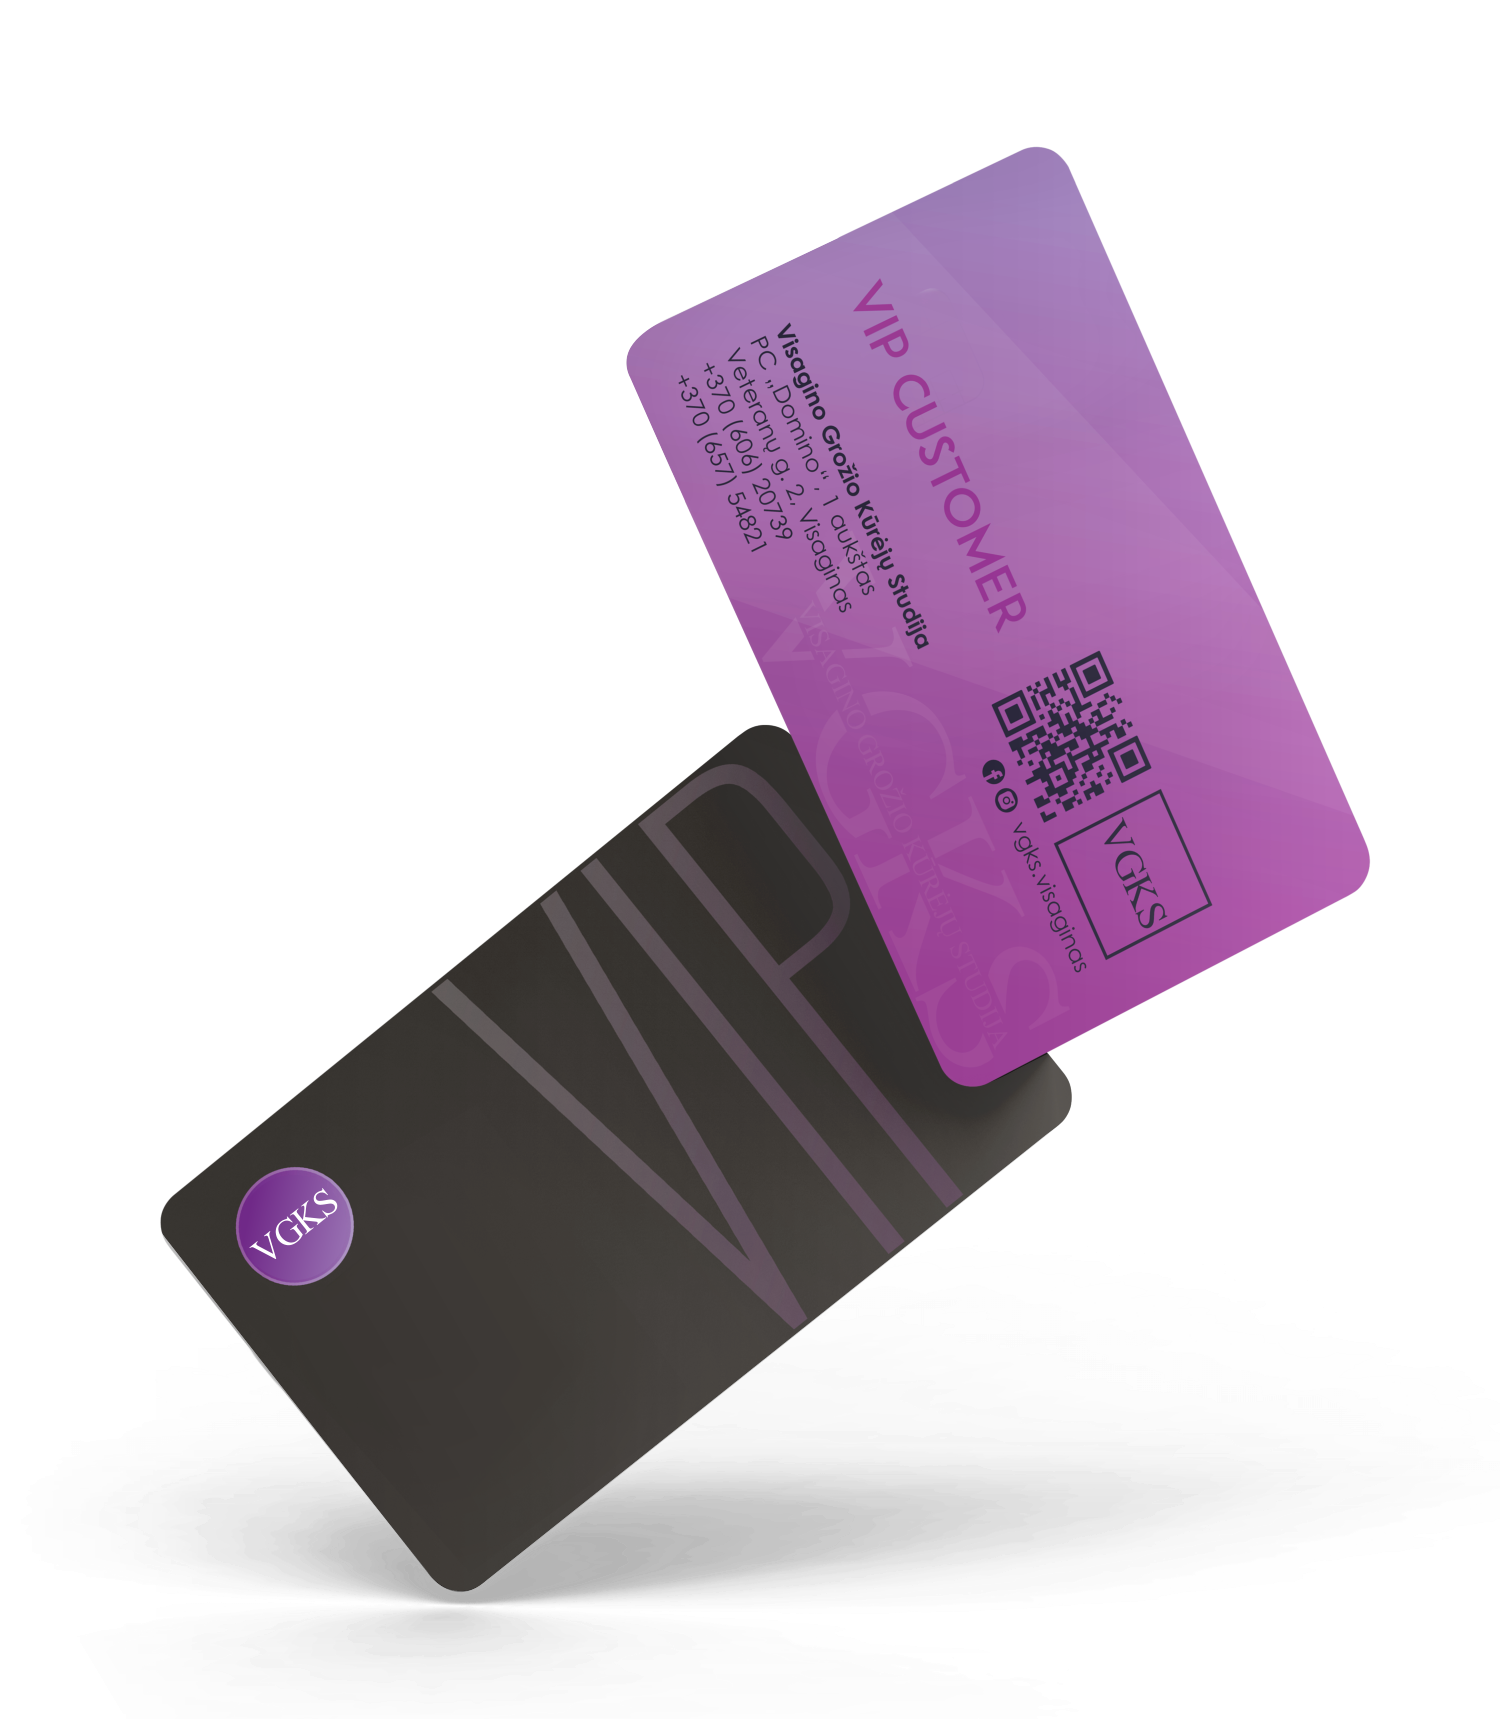 VIP CUSTOMER
Visagino Grožio Kūrėjų Studija
PC „Domino“, 1 aukštas
Veteranų g. 2, Visaginas
+370 (606) 20739
+370 (657) 54821
vgks.visaginas
VGKS
VGKS
VISAGINO GROŽIO KŪRĖJŲ STUDIJA
VIP
VGKS